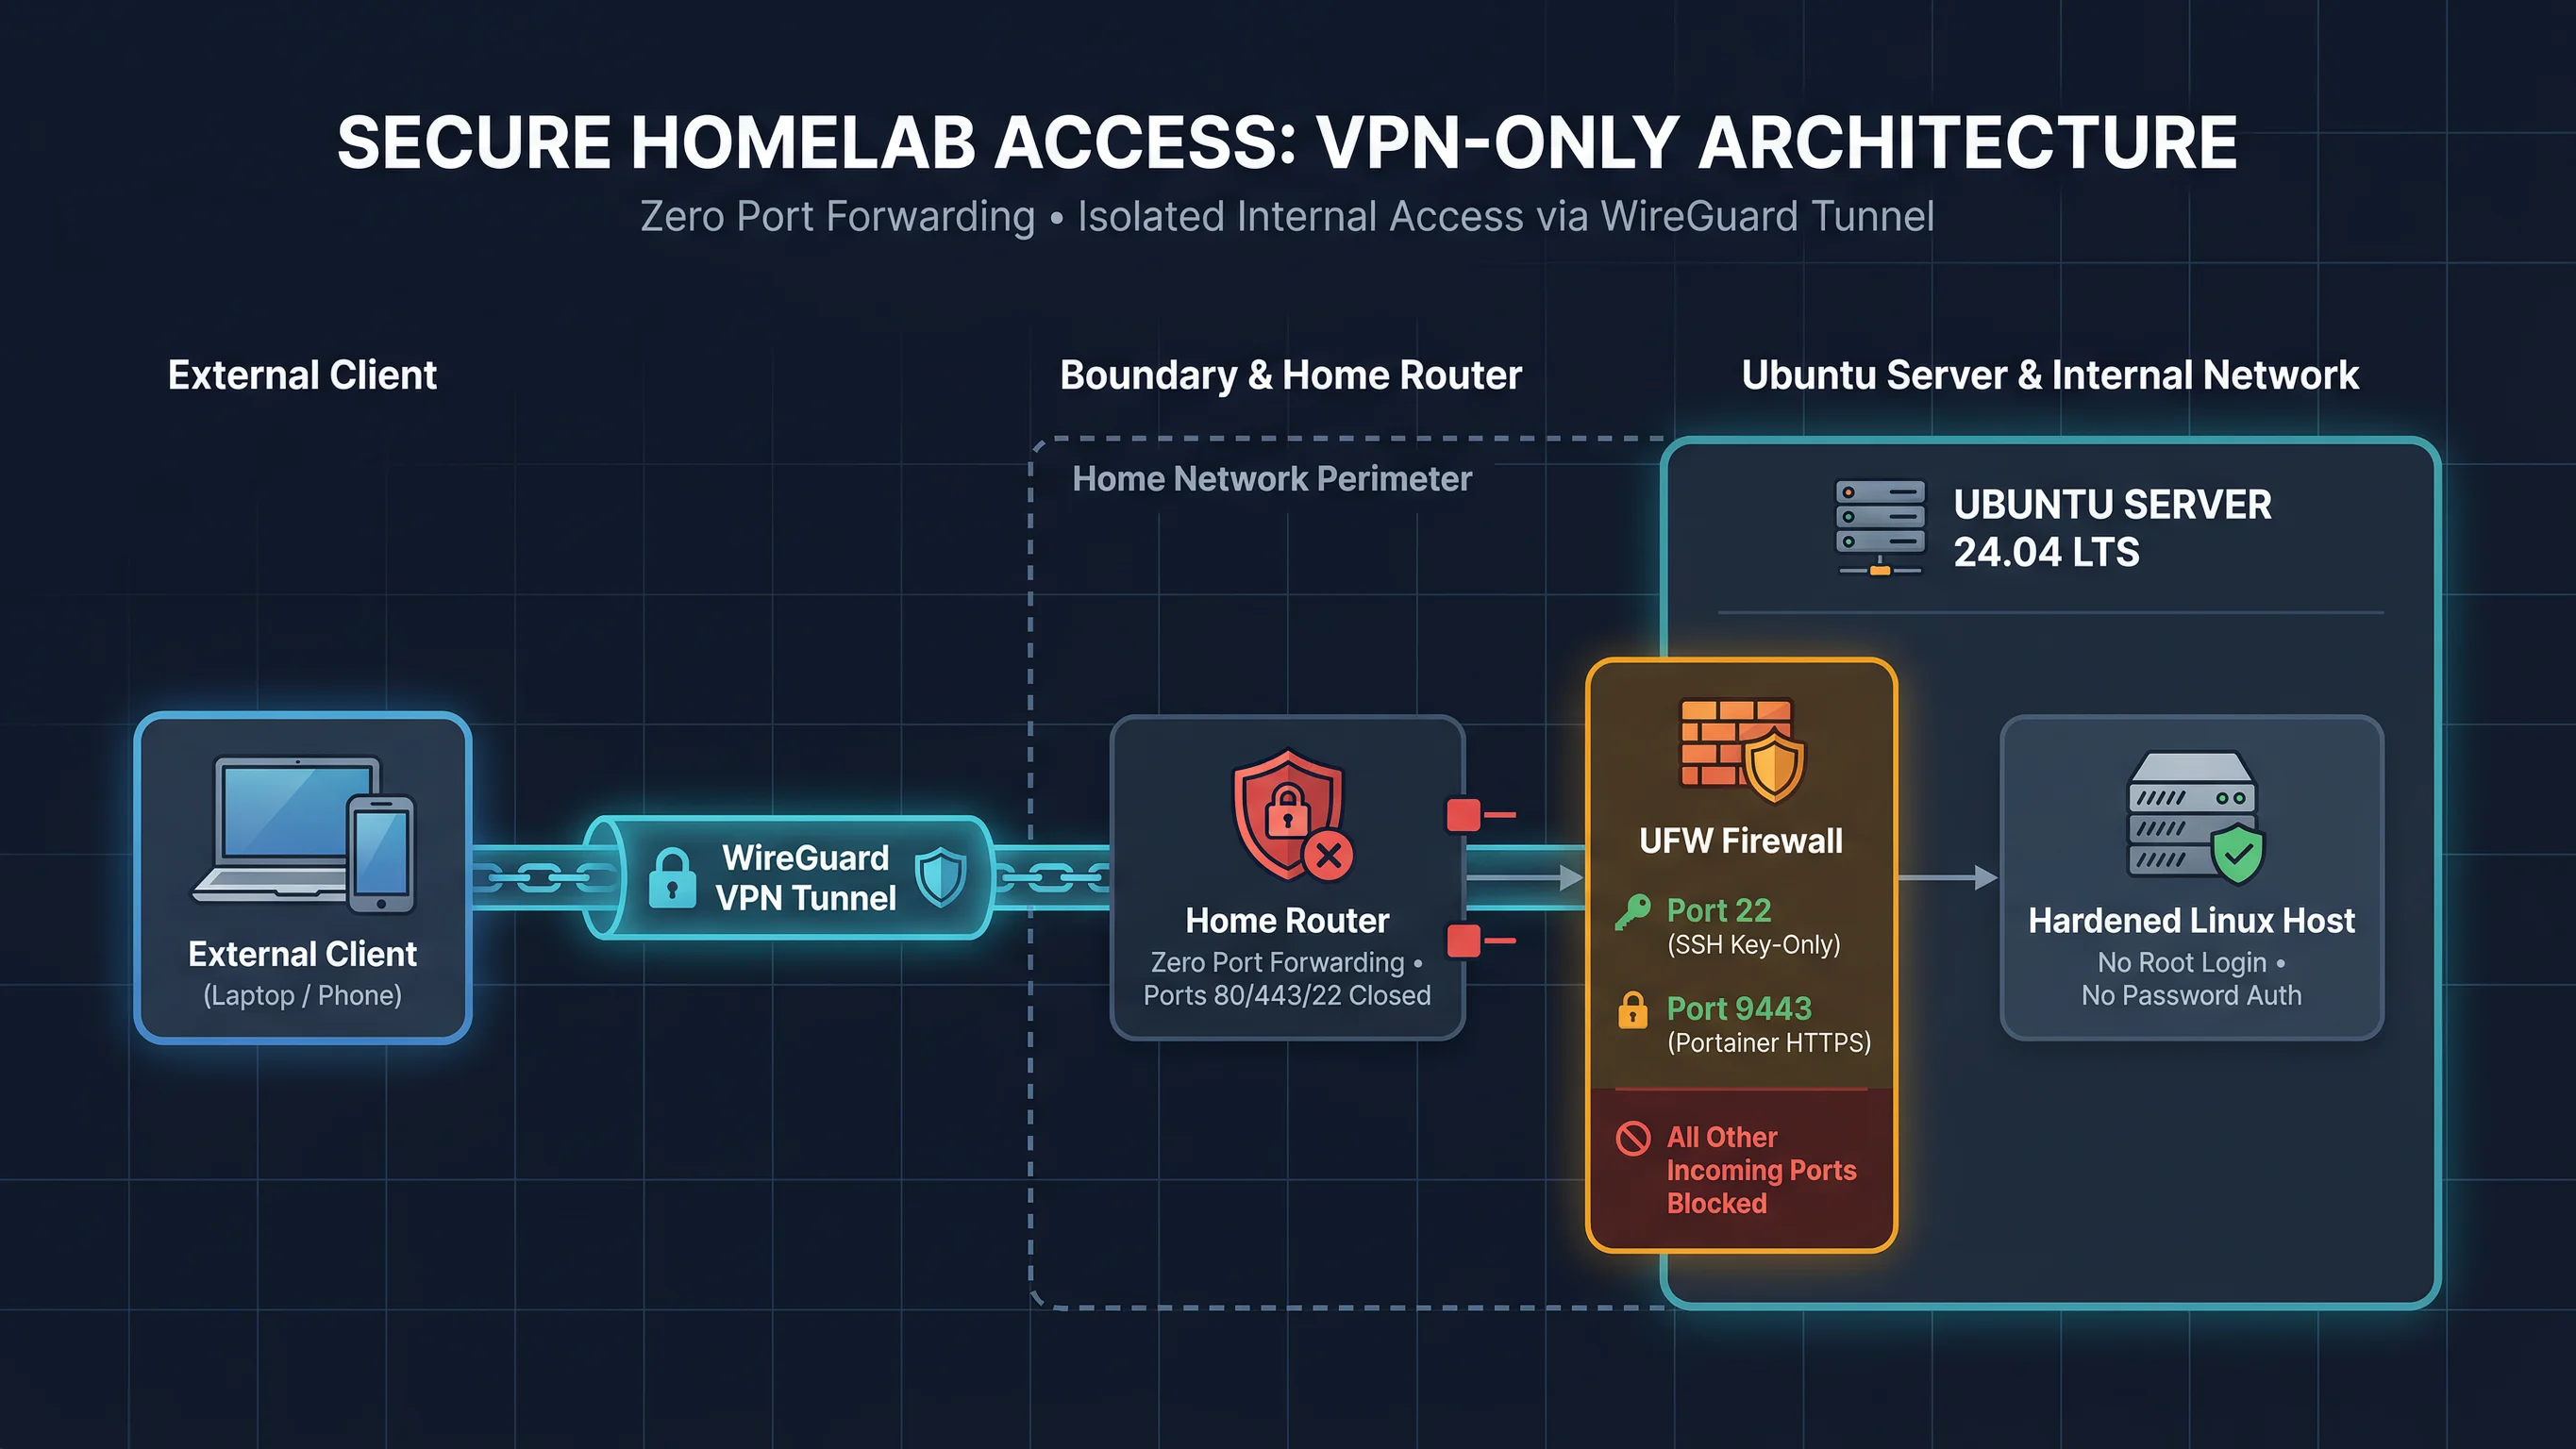 SECURE HOMELAB ACCESS: VPN-ONLY ARCHITECTURE
Zero Port Forwarding • Isolated Internal Access via WireGuard Tunnel
External Client
Boundary & Home Router
Ubuntu Server & Internal Network
Home Network Perimeter
UBUNTU SERVER
24.04 LTS
External Client
(Laptop / Phone)
WireGuard
VPN Tunnel
Home Router
Zero Port Forwarding •
Ports 80/443/22 Closed
UFW Firewall
Port 22
(SSH Key-Only)
Port 9443
(Portainer HTTPS)
All Other
Incoming Ports
Blocked
Hardened Linux Host
No Root Login •
No Password Auth